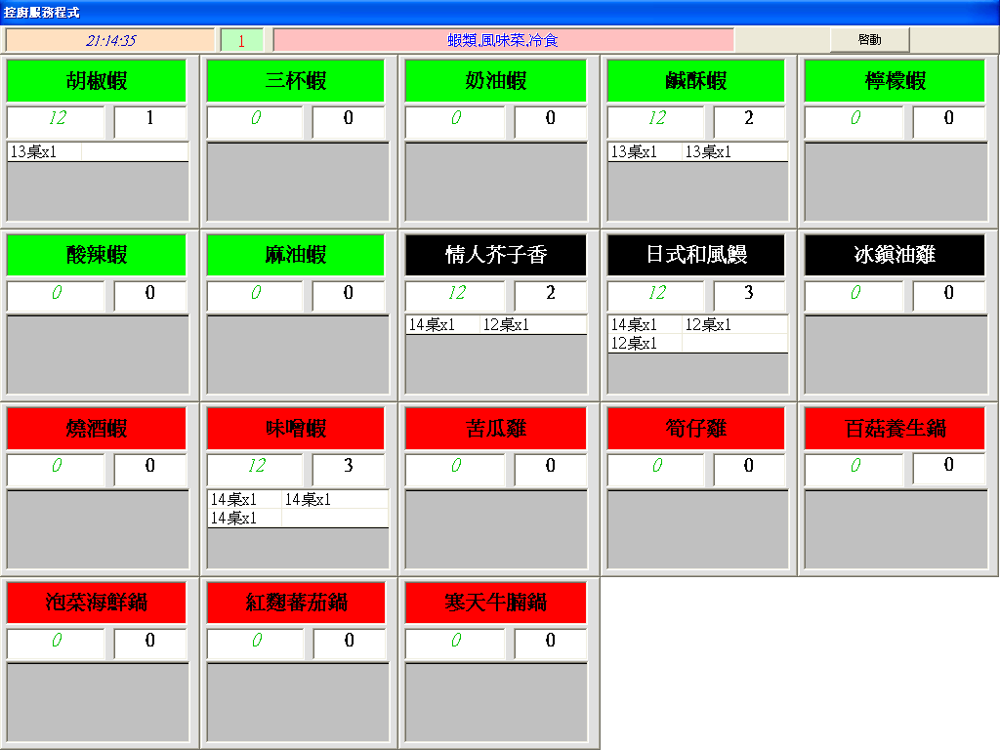 控廚服務程式
21:14:35 1 蝦類,風味菜,冷食 啓動
胡椒蝦 三杯蝦 奶油蝦 鹹酥蝦 檸檬蝦
12 1 0 0 0 0 12 2 0 0
13桌x1 13桌x1 13桌x1
酸辣蝦 麻油蝦 情人芥子香 日式和風鰻 冰鎮油雞
0 0 0 0 12 2 12 3 0 0
14桌x1 12桌x1 14桌x1 12桌x1
12桌x1
燒酒蝦 味噌蝦 苦瓜雞 筍仔雞 百菇養生鍋
0 0 12 3 0 0 0 0 0 0
14桌x1 14桌x1
14桌x1
泡菜海鮮鍋 紅麴蕃茄鍋 寒天牛腩鍋
0 0 0 0 0 0